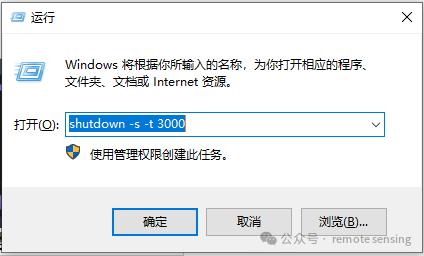 运行
Windows 将根据你所输入的名称，为你打开相应的程序、
文件夹、文档或 Internet 资源。
打开(O): shutdown -s -t 3000
使用管理权限创建此任务。
确定 取消 浏览(B)...
公众号 · remote sensing